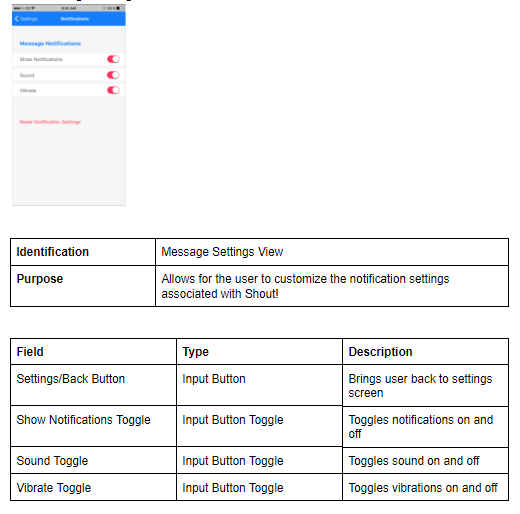 9:41 AM
Settings
Notifications
Message Notifications
Show Notifications
Sound
Vibrate
Reset Notification Settings
Identification
Message Settings View
Purpose
Allows for the user to customize the notification settings
associated with Shout!
Field
Type
Description
Settings/Back Button
Input Button
Brings user back to settings
screen
Show Notifications Toggle
Input Button Toggle
Toggles notifications on and
off
Sound Toggle
Input Button Toggle
Toggles sound on and off
Vibrate Toggle
Input Button Toggle
Toggles vibrations on and off